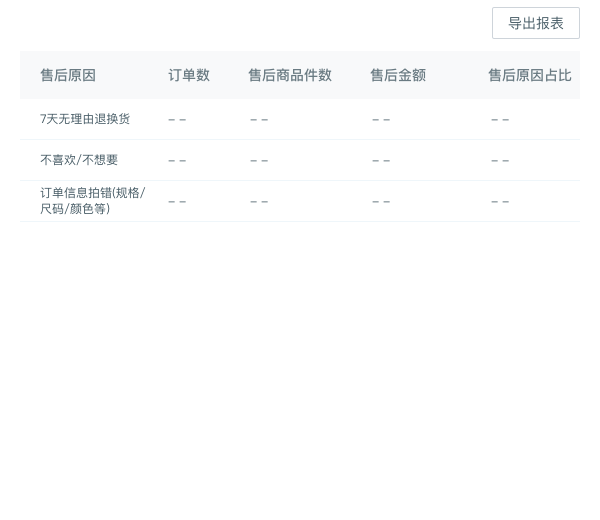 导出报表
售后原因 订单数 售后商品件数 售后金额 售后原因占比
7天无理由退换货 -- -- -- --
不喜欢/不想要 -- -- -- --
订单信息拍错(规格/ -- -- -- --
尺码/颜色等)